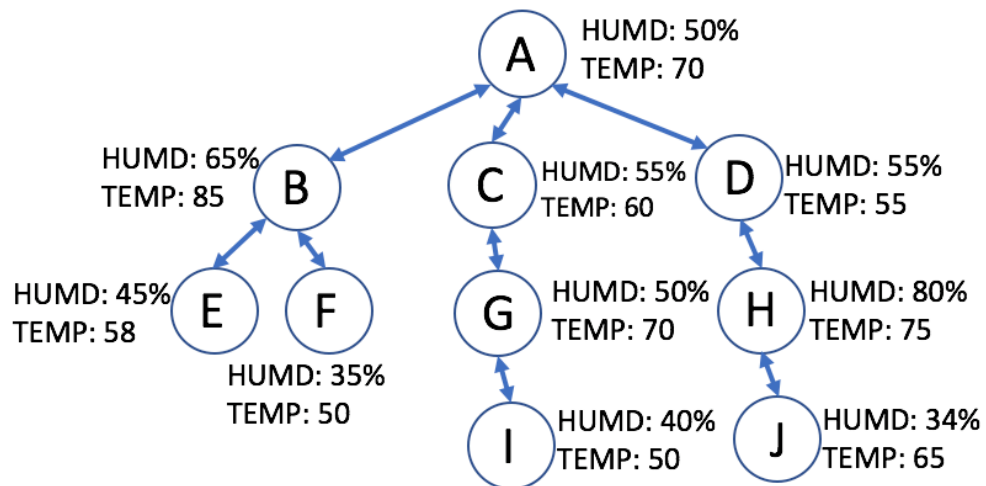 A
HUMD: 50%
TEMP: 70
HUMD: 65%
TEMP: 85
B
C
HUMD: 55%
TEMP: 60
D
HUMD: 55%
TEMP: 55
HUMD: 45%
TEMP: 58
E
F
HUMD: 35%
TEMP: 50
G
HUMD: 50%
TEMP: 70
H
HUMD: 80%
TEMP: 75
I
HUMD: 40%
TEMP: 50
J
HUMD: 34%
TEMP: 65